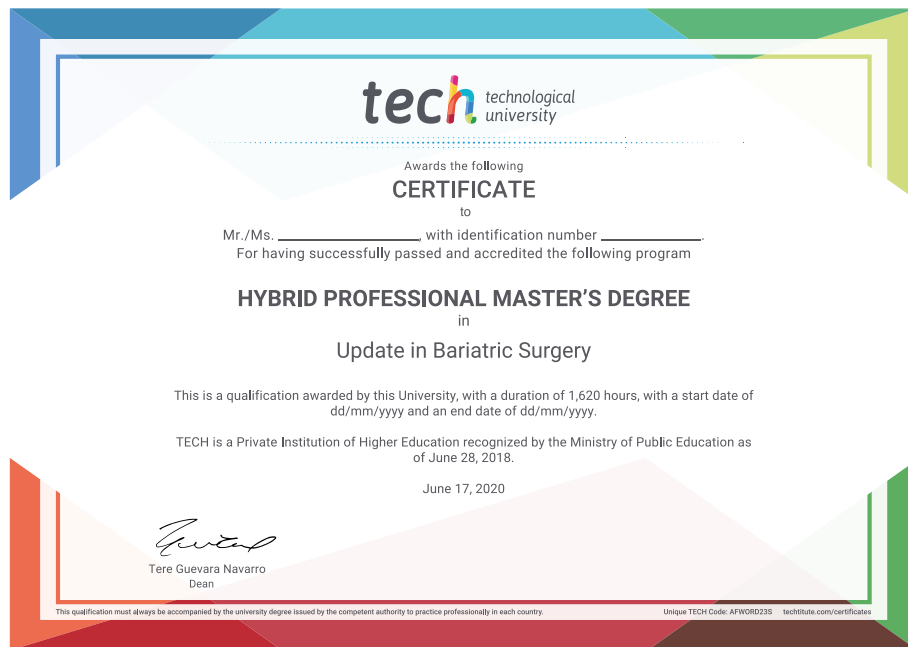 tech technological
university
Awards the following
CERTIFICATE
to
Mr./Ms. ____________________, with identification number ______________.
For having successfully passed and accredited the following program
HYBRID PROFESSIONAL MASTER'S DEGREE
in
Update in Bariatric Surgery
This is a qualification awarded by this University, with a duration of 1,620 hours, with a start date of
dd/mm/yyyy and an end date of dd/mm/yyyy.
TECH is a Private Institution of Higher Education recognized by the Ministry of Public Education as
of June 28, 2018.
June 17, 2020
Tere Guevara Navarro
Dean
This qualification must always be accompanied by the university degree issued by the competent authority to practice professionally in each country.
Unique TECH Code: AFWORD23S techtitute.com/certificates